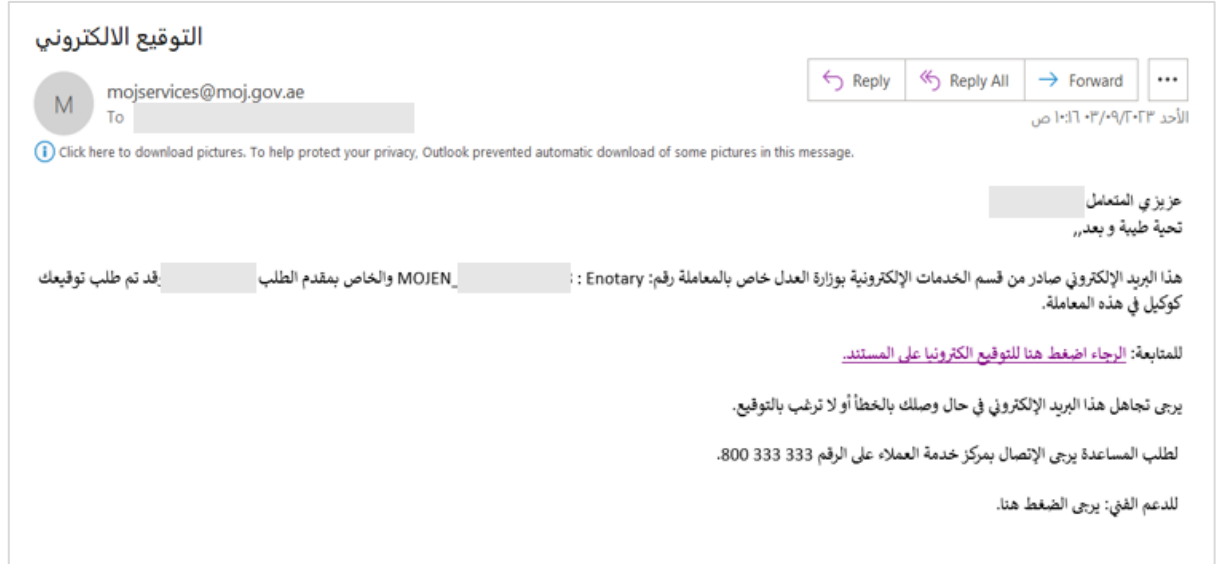 التوقيع الالكتروني
M
mojservices@moj.gov.ae
To
Reply
Reply All
Forward
الأحد ٠٣/٠٩/٢٠٢٣ ١٠:١٦ ص
Click here to download pictures. To help protect your privacy, Outlook prevented automatic download of some pictures in this message.
عزيزي المتعامل
تحية طيبة و بعد,,
هذا البريد الإلكتروني صادر من قسم الخدمات الإلكترونية بوزارة العدل خاص بالمعاملة رقم: Enotary : MOJEN_ والخاص بمقدم الطلب وقد تم طلب توقيعك
كوكيل في هذه المعاملة.
للمتابعة: الرجاء اضغط هنا للتوقيع الكترونيا على المستند.
يرجى تجاهل هذا البريد الإلكتروني في حال وصلك بالخطأ أو لا ترغب بالتوقيع.
لطلب المساعدة يرجى الإتصال بمركز خدمة العملاء على الرقم 333 333 800.
للدعم الفني: يرجى الضغط هنا.